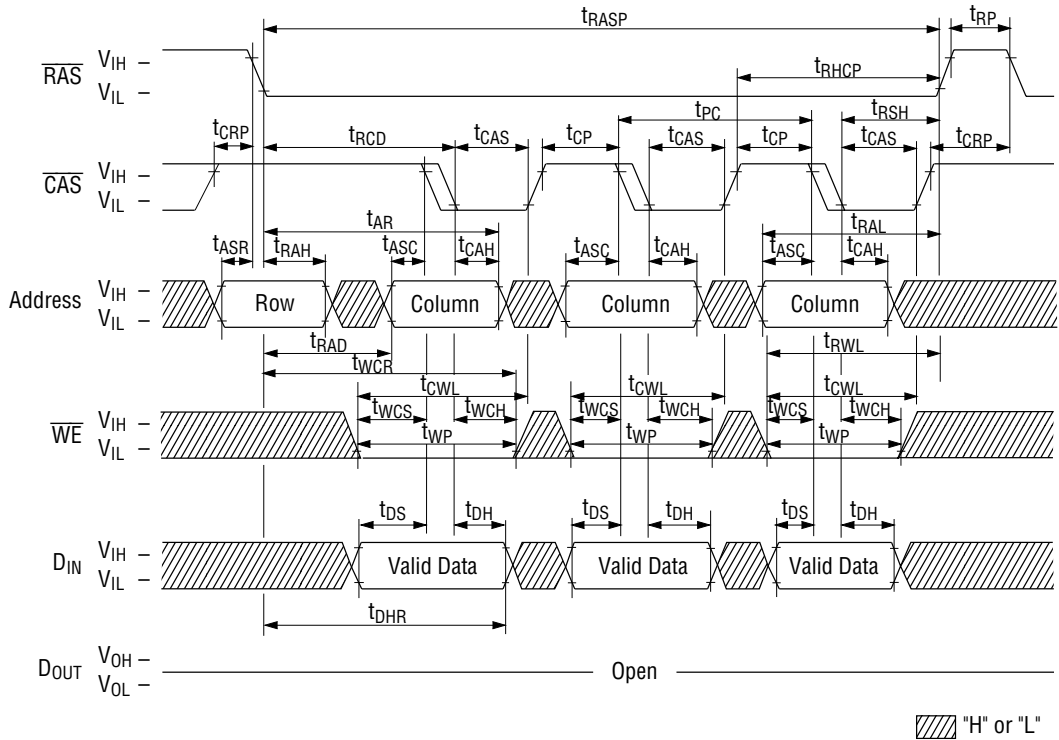 tRASP tRP
RAS VIH –
VIL –
tRHCP
tPC tRSH
tCRP tRCD tCAS tCP tCAS tCP tCAS tCRP
CAS VIH –
VIL –
tAR tRAL
tASR tRAH tASC tCAH tASC tCAH tASC tCAH
Address VIH –
VIL –
Row Column Column Column
tRAD tRWL
tWCR
tCWL tCWL tCWL
tWCS tWCH tWCS tWCH tWCS tWCH
WE VIH –
VIL –
tWP tWP tWP
tDS tDH tDS tDH tDS tDH
DIN VIH –
VIL –
Valid Data Valid Data Valid Data
tDHR
DOUT VOH –
VOL –
Open
"H" or "L"